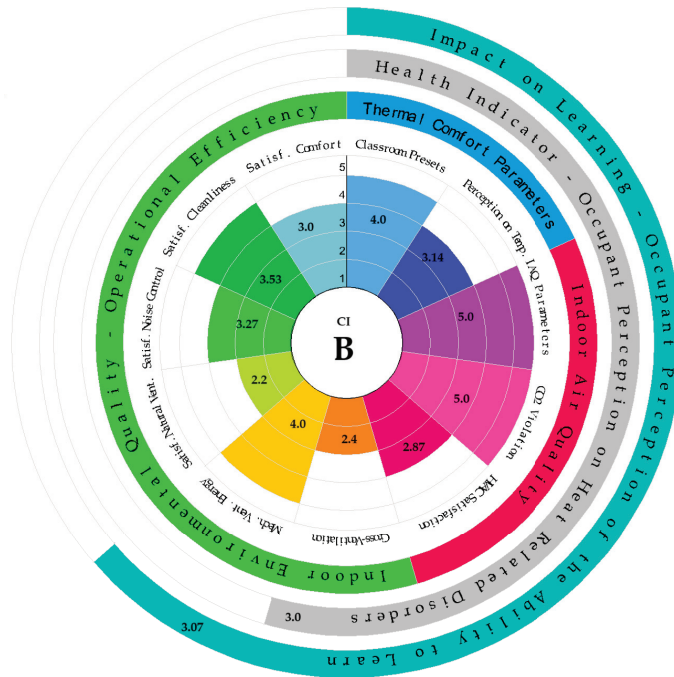 Impact on Learning - Occupant Perception of the Ability to Learn
3.07
Health Indicator - Occupant Perception on Heat Related Disorders
3.0
Thermal Comfort Parameters
Indoor Air Quality
Indoor Environmental Quality - Operational Efficiency
Classroom Presets
4.0
Perception on Temp.
3.14
IAQ Parameters
5.0
CO2 Violation
5.0
HVAC Satisfaction
2.87
Cross-Ventilation
2.4
Mech. Vent. Energy
4.0
Satisf. Natural Vent.
2.2
Satisf. Noise Control
3.27
Satisf. Cleanliness
3.53
Satisf. Comfort
3.0
5
4
3
2
1
CI
B